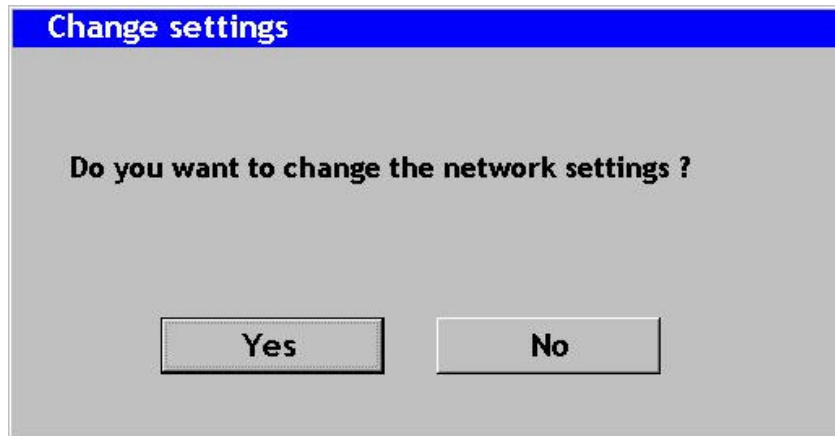 Change settings
Do you want to change the network settings ?
Yes
No